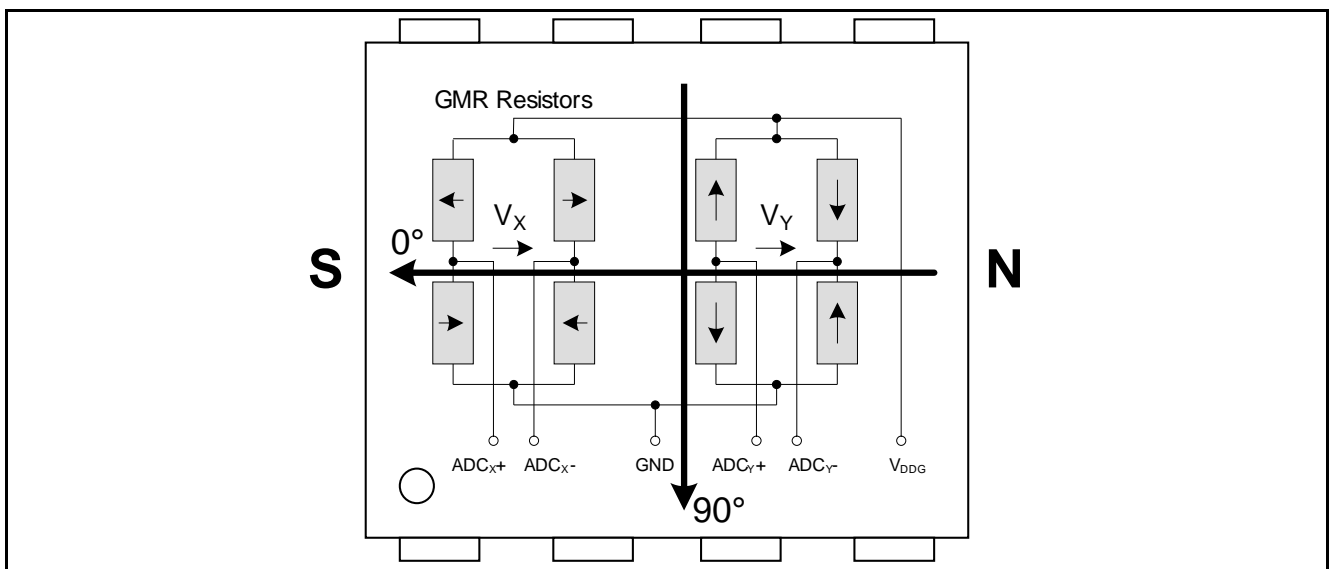 GMR Resistors
V_X
V_Y
0°
S
N
ADC_X+
ADC_X-
GND
ADC_Y+
ADC_Y-
V_DDG
90°